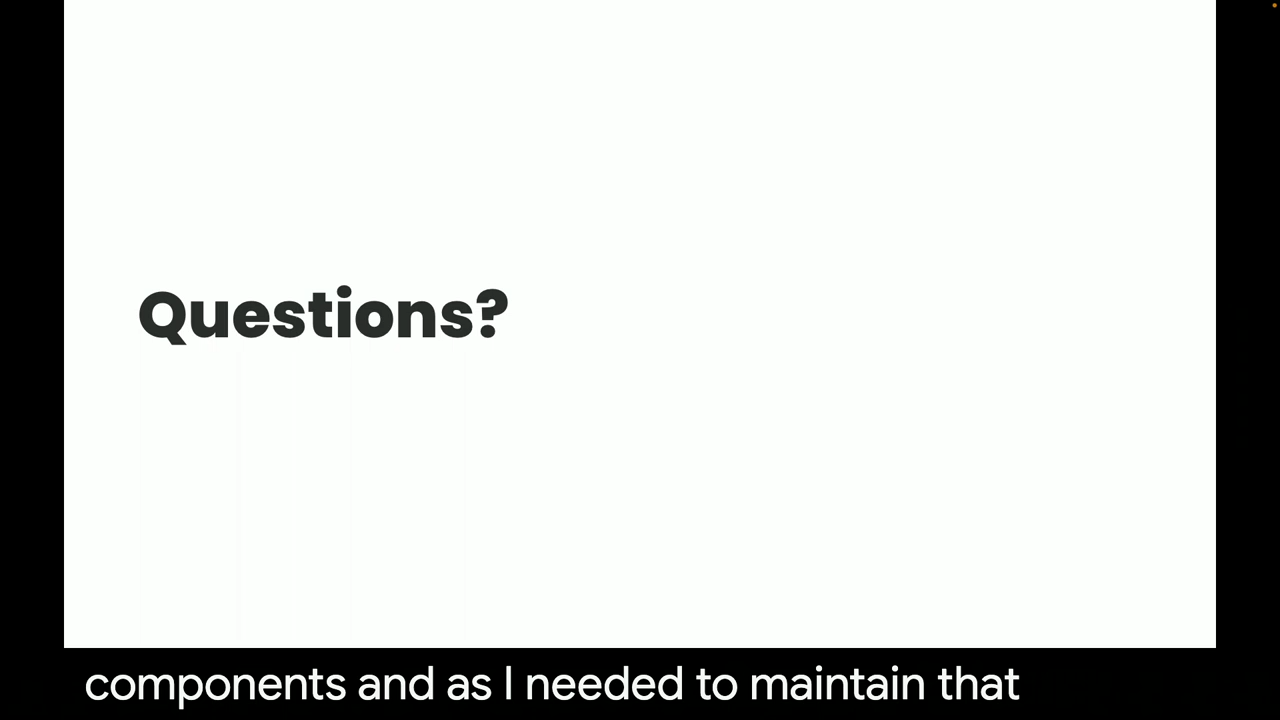 Questions?
components and as I needed to maintain that